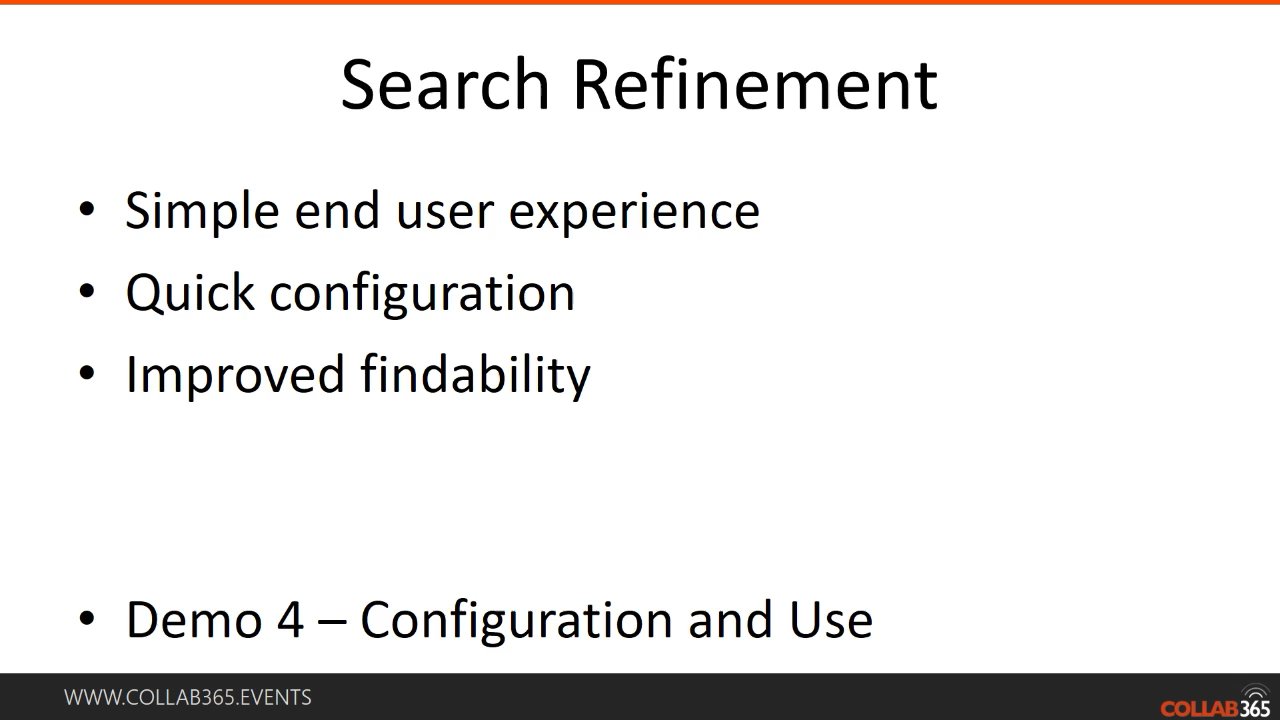 Search Refinement
• Simple end user experience
• Quick configuration
• Improved findability
• Demo 4 – Configuration and Use
WWW.COLLAB365.EVENTS
COLLAB365